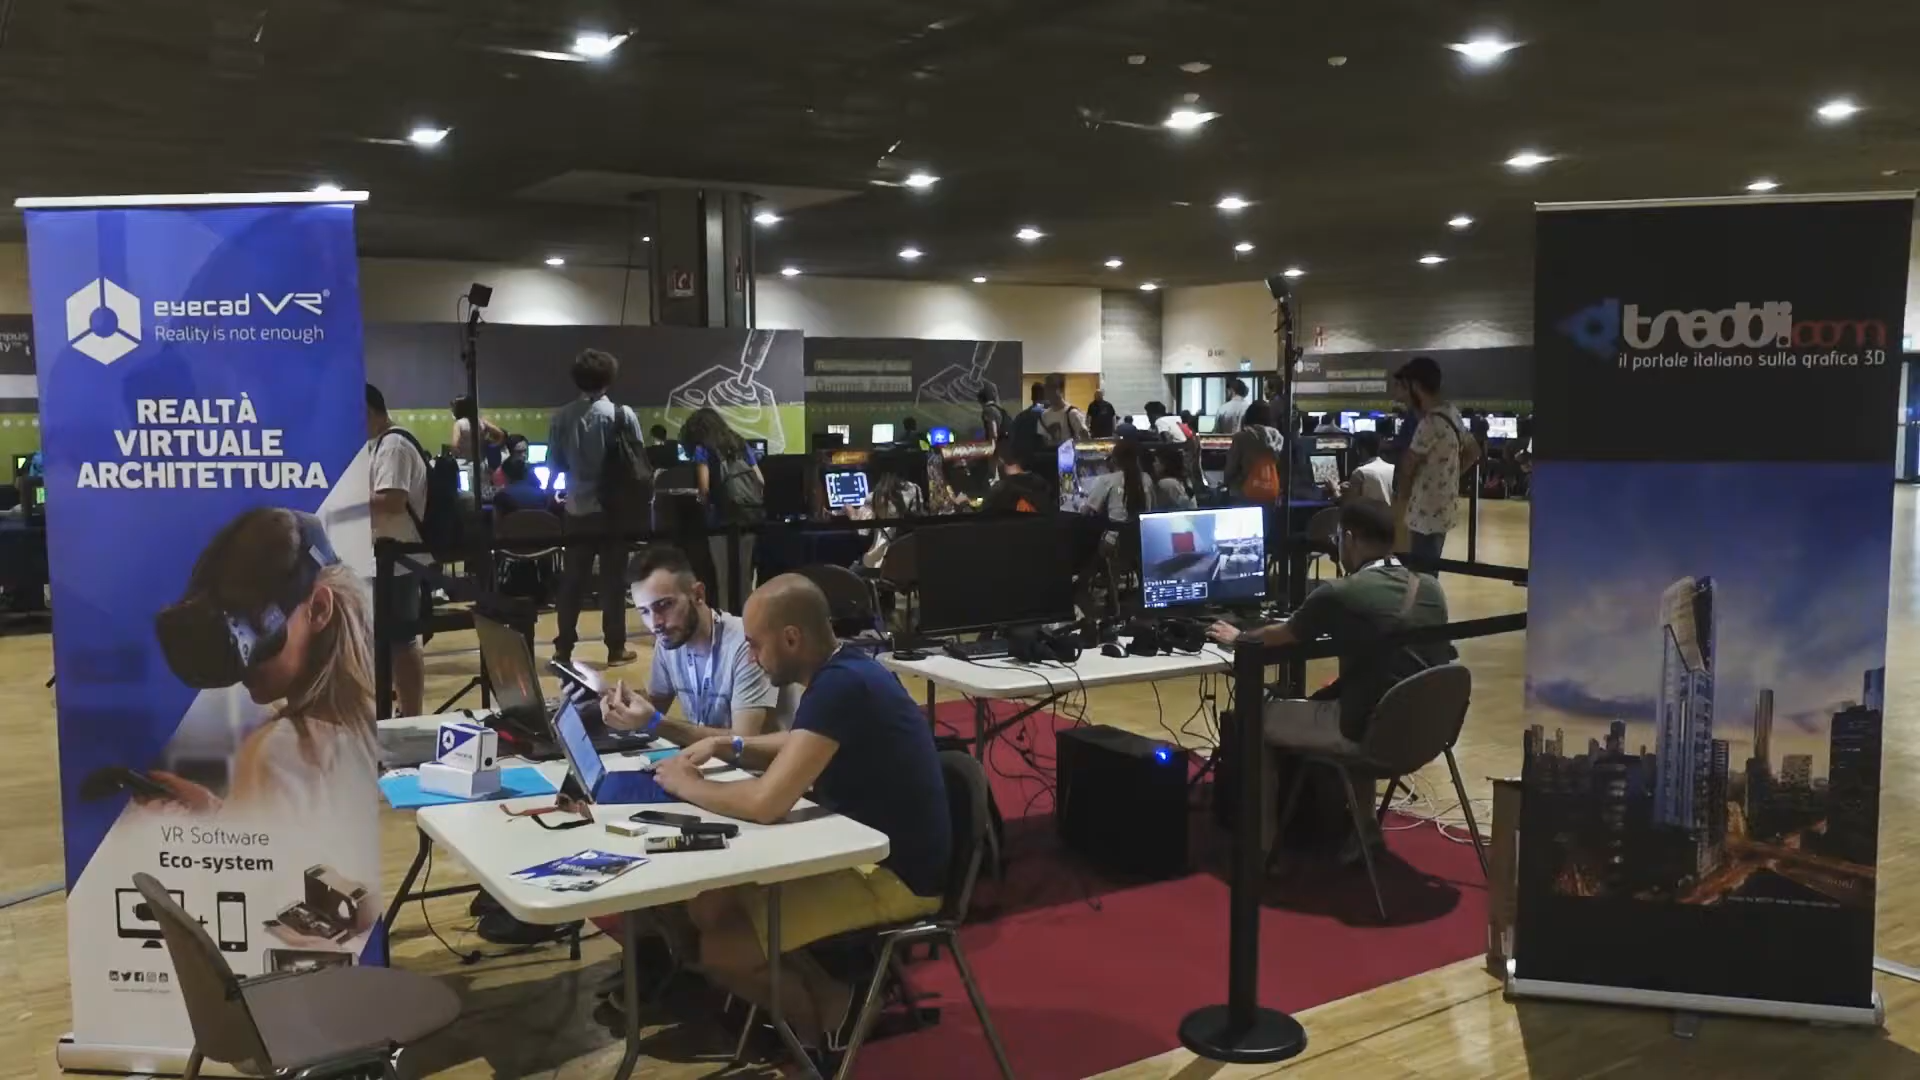 eyecad VR®
Reality is not enough
REALTÀ
VIRTUALE
ARCHITETTURA
VR Software
Eco-system
+
treddi.com
il portale italiano sulla grafica 3D